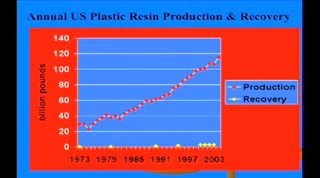 Annual US Plastic Resin Production & Recovery
billion pounds
140
120
100
80
60
40
20
0
1973 1979 1985 1991 1997 2003
Production
Recovery